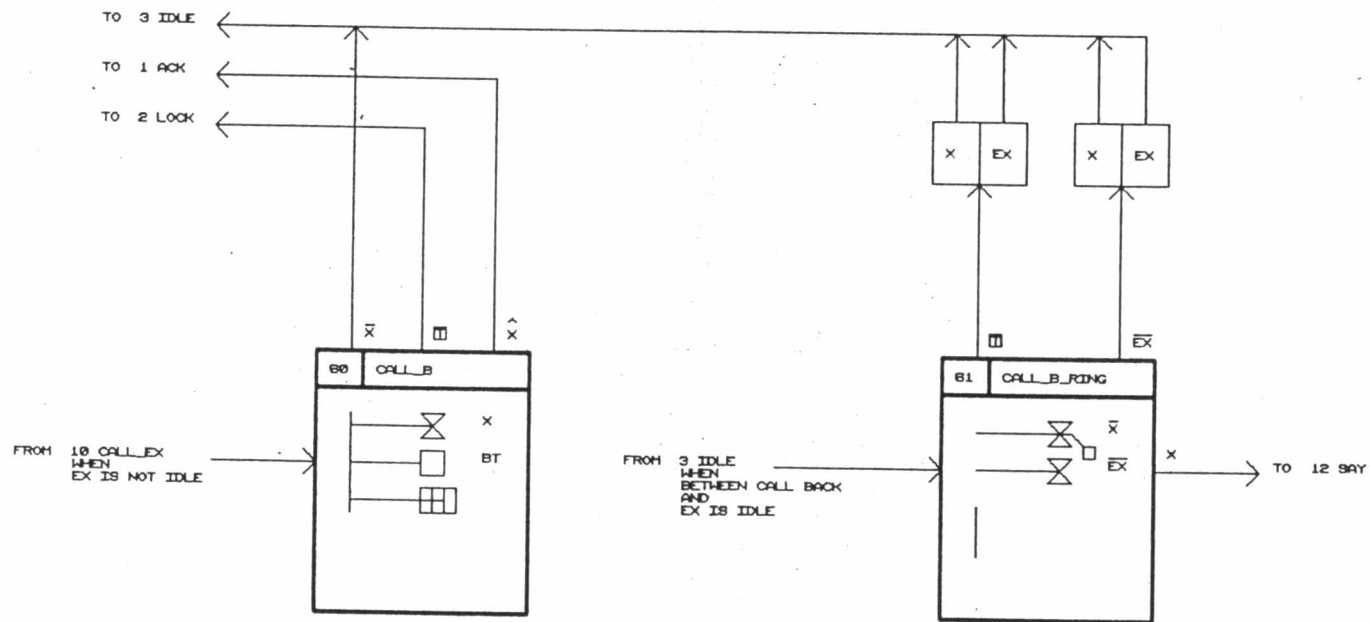 TO 3 IDLE
TO 1 ACK
TO 2 LOCK
X EX
X EX
X̄
X̂
E̅X̅
60 CALL_B
61 CALL_B_RING
X
BT
X̄
E̅X̅
X
FROM 10 CALL_EX
WHEN
EX IS NOT IDLE
FROM 3 IDLE
WHEN
BETWEEN CALL BACK
AND
EX IS IDLE
TO 12 SAY